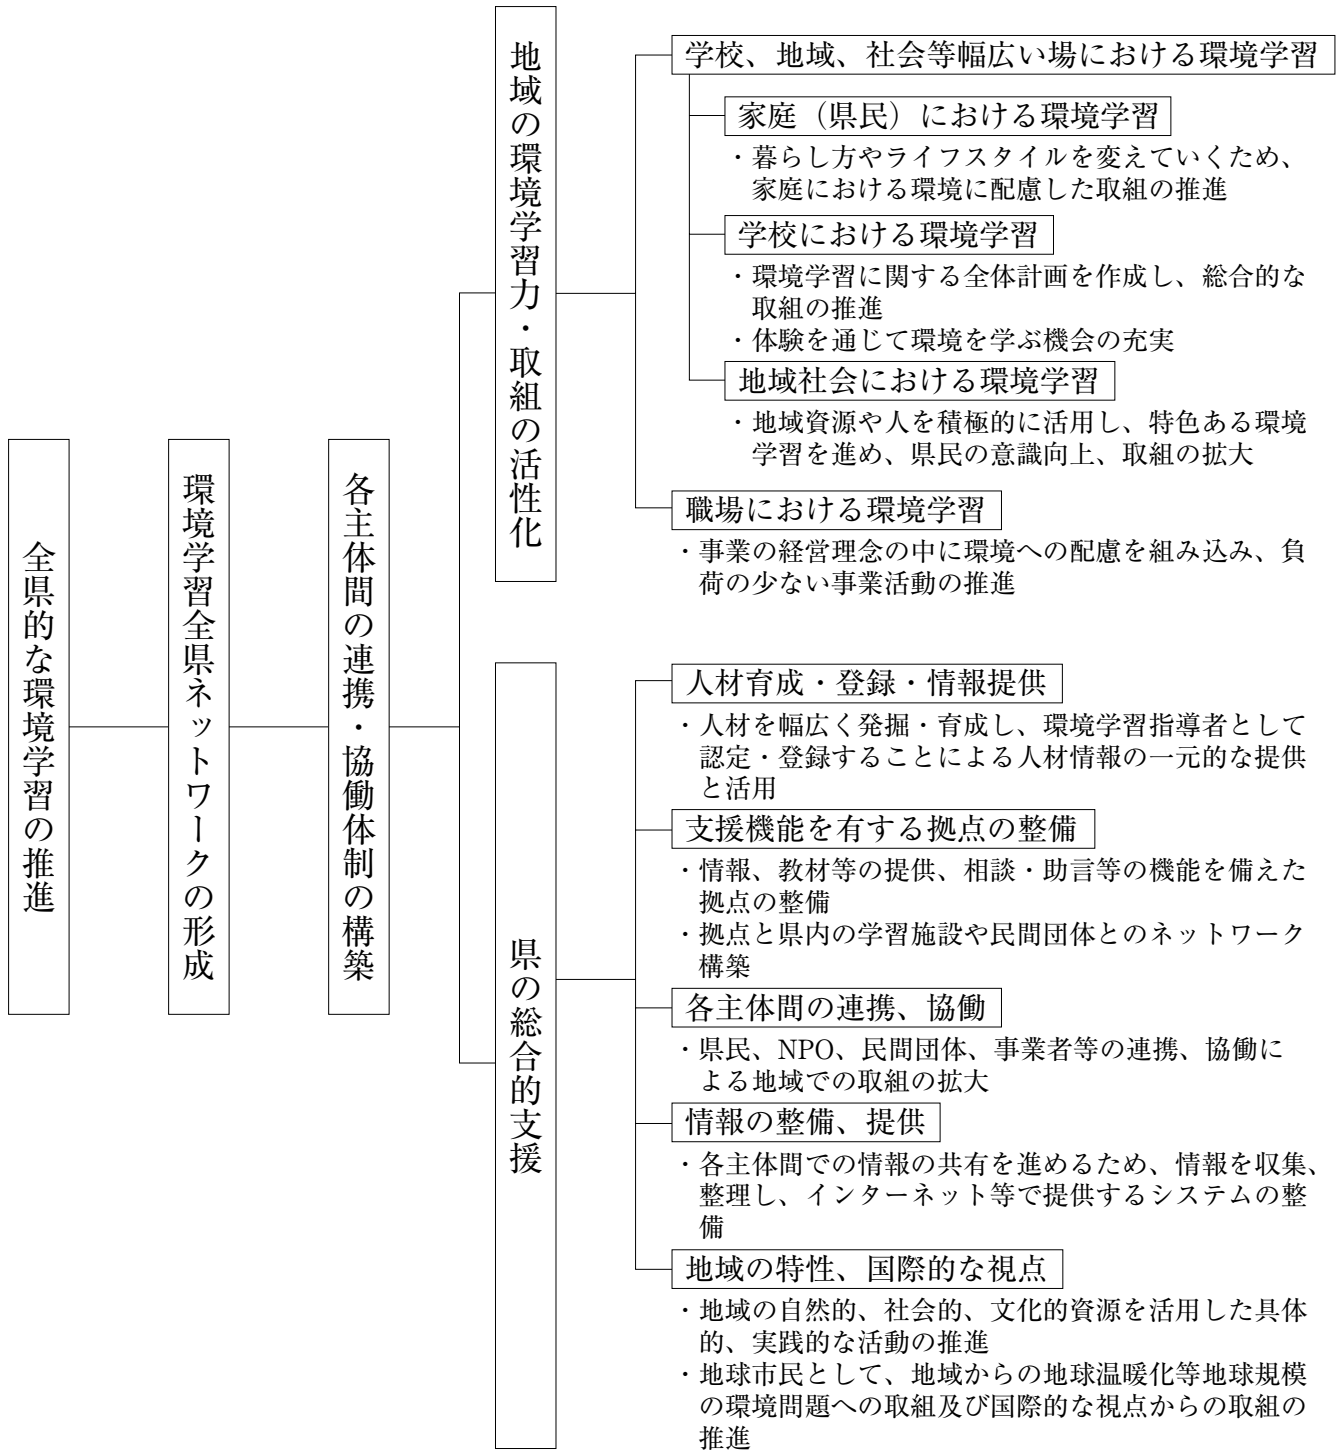 全県的な環境学習の推進
環境学習全県ネットワークの形成
各主体間の連携・協働体制の構築
地域の環境学習力・取組の活性化
学校、地域、社会等幅広い場における環境学習
家庭（県民）における環境学習
・暮らし方やライフスタイルを変えていくため、
家庭における環境に配慮した取組の推進
学校における環境学習
・環境学習に関する全体計画を作成し、総合的な
取組の推進
・体験を通じて環境を学ぶ機会の充実
地域社会における環境学習
・地域資源や人を積極的に活用し、特色ある環境
学習を進め、県民の意識向上、取組の拡大
職場における環境学習
・事業の経営理念の中に環境への配慮を組み込み、負
荷の少ない事業活動の推進
県の総合的支援
人材育成・登録・情報提供
・人材を幅広く発掘・育成し、環境学習指導者として
認定・登録することによる人材情報の一元的な提供
と活用
支援機能を有する拠点の整備
・情報、教材等の提供、相談・助言等の機能を備えた
拠点の整備
・拠点と県内の学習施設や民間団体とのネットワーク
構築
各主体間の連携、協働
・県民、NPO、民間団体、事業者等の連携、協働に
よる地域での取組の拡大
情報の整備、提供
・各主体間での情報の共有を進めるため、情報を収集、
整理し、インターネット等で提供するシステムの整
備
地域の特性、国際的な視点
・地域の自然的、社会的、文化的資源を活用した具体
的、実践的な活動の推進
・地球市民として、地域からの地球温暖化等地球規模
の環境問題への取組及び国際的な視点からの取組の
推進